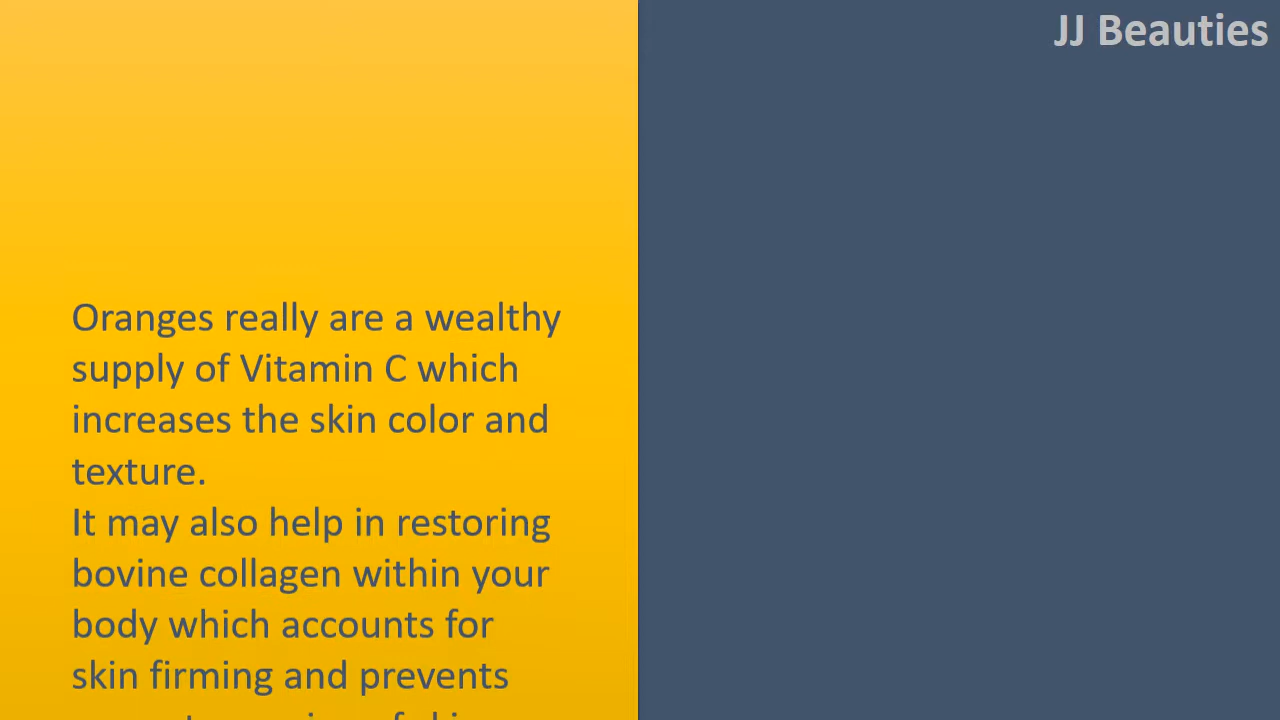 JJ Beauties
Oranges really are a wealthy
supply of Vitamin C which
increases the skin color and
texture.
It may also help in restoring
bovine collagen within your
body which accounts for
skin firming and prevents